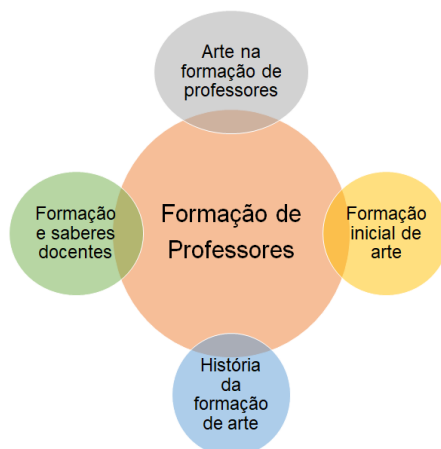 Arte na
formação de
professores
Formação de
Professores
Formação
e saberes
docentes
Formação
inicial de
arte
História
da
formação
de arte